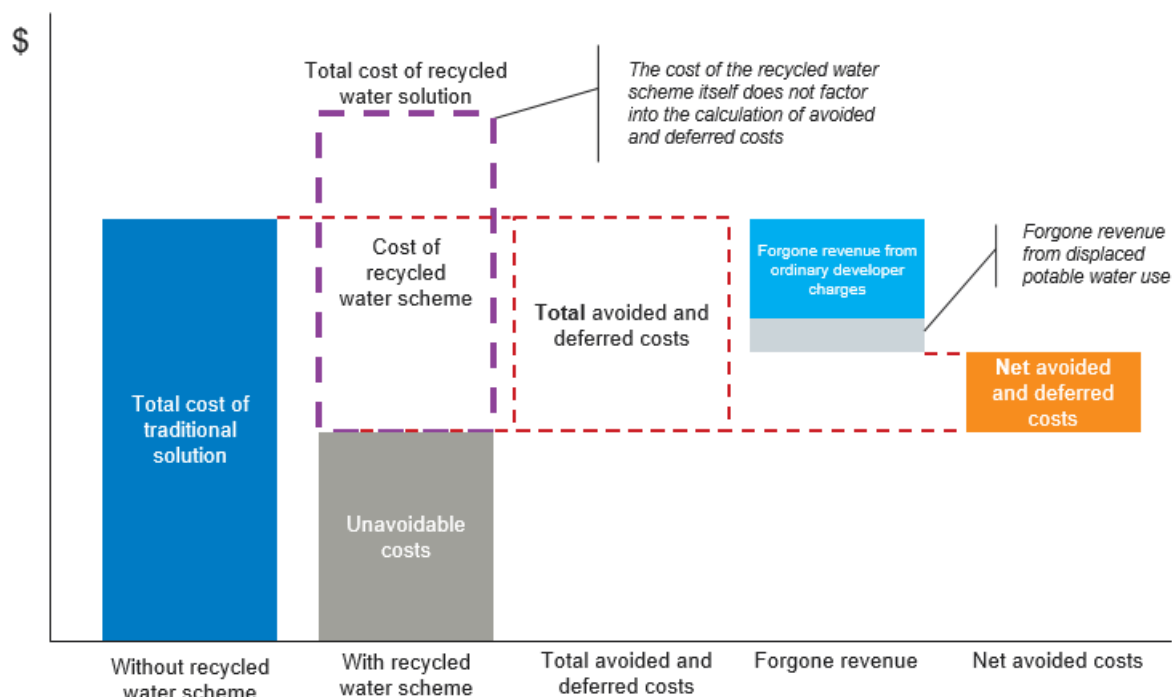 $
Total cost of recycled
water solution
The cost of the recycled water
scheme itself does not factor
into the calculation of avoided
and deferred costs
Cost of
recycled
water scheme
Total avoided and
deferred costs
Forgone revenue from
ordinary developer
charges
Forgone revenue
from displaced
potable water use
Total cost of
traditional
solution
Net avoided
and deferred
costs
Unavoidable
costs
Without recycled
water scheme
With recycled
water scheme
Total avoided and
deferred costs
Forgone revenue
Net avoided costs